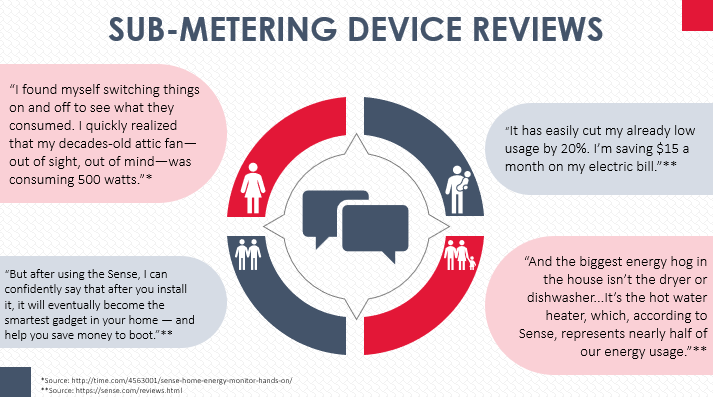 SUB-METERING DEVICE REVIEWS
“I found myself switching things
on and off to see what they
consumed. I quickly realized
that my decades-old attic fan—
out of sight, out of mind—was
consuming 500 watts.”*
“It has easily cut my already low
usage by 20%. I’m saving $15 a
month on my electric bill.”**
“But after using the Sense, I can
confidently say that after you install
it, it will eventually become the
smartest gadget in your home — and
help you save money to boot.”**
“And the biggest energy hog in
the house isn’t the dryer or
dishwasher...It’s the hot water
heater, which, according to
Sense, represents nearly half of
our energy usage.”**
*Source: http://time.com/4563001/sense-home-energy-monitor-hands-on/
**Source: https://sense.com/reviews.html